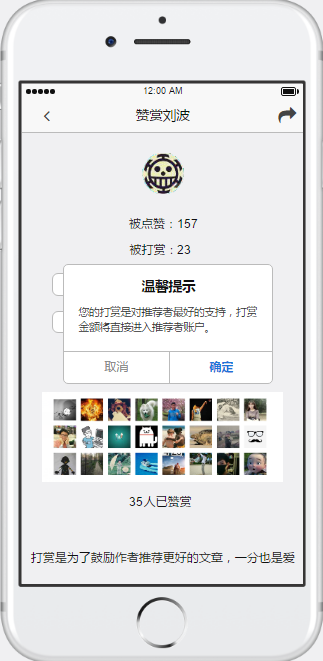 12:00 AM
赞赏刘波
被点赞：157
被打赏：23
温馨提示
您的打赏是对推荐者最好的支持，打赏
金额将直接进入推荐者账户。
取消
确定
35人已赞赏
打赏是为了鼓励作者推荐更好的文章，一分也是爱